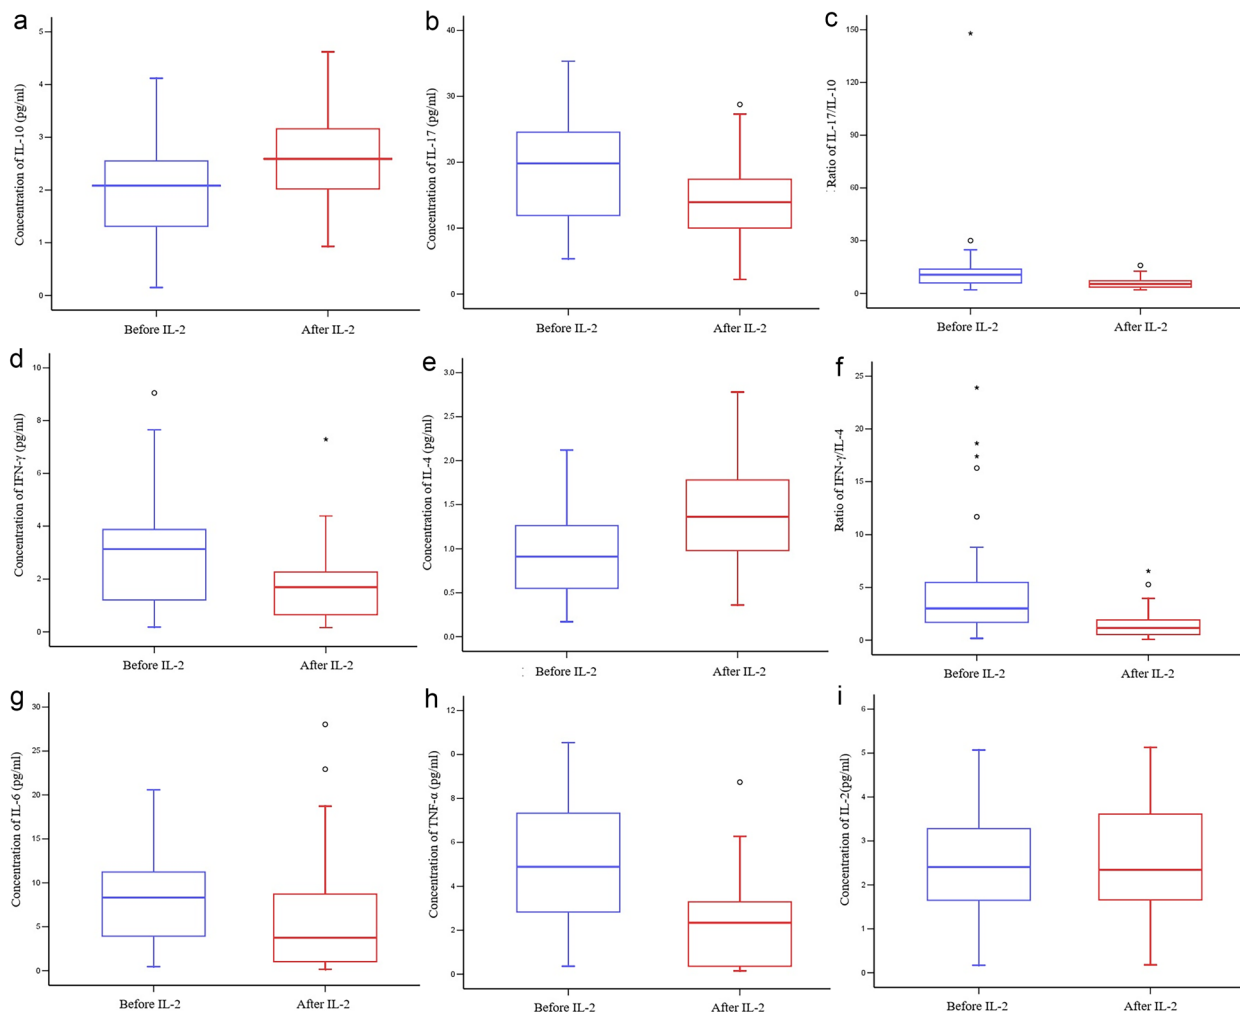 a
Concentration of IL-10 (pg/ml)
5
4
3
2
1
0
Before IL-2
After IL-2
b
Concentration of IL-17 (pg/ml)
40
30
20
10
0
Before IL-2
After IL-2
c
Ratio of IL-17/IL-10
150
120
90
60
30
0
Before IL-2
After IL-2
d
Concentration of IFN-γ (pg/ml)
10
8
6
4
2
0
Before IL-2
After IL-2
e
Concentration of IL-4 (pg/ml)
3.0
2.5
2.0
1.5
1.0
0.5
0.0
Before IL-2
After IL-2
f
Ratio of IFN-γ/IL-4
25
20
15
10
5
0
Before IL-2
After IL-2
g
Concentration of IL-6 (pg/ml)
30
25
20
15
10
5
0
Before IL-2
After IL-2
h
Concentration of TNF-α (pg/ml)
12
0
8
6
4
2
0
Before IL-2
After IL-2
i
Concentration of IL-2(pg/ml)
6
5
4
3
2
1
0
Before IL-2
After IL-2